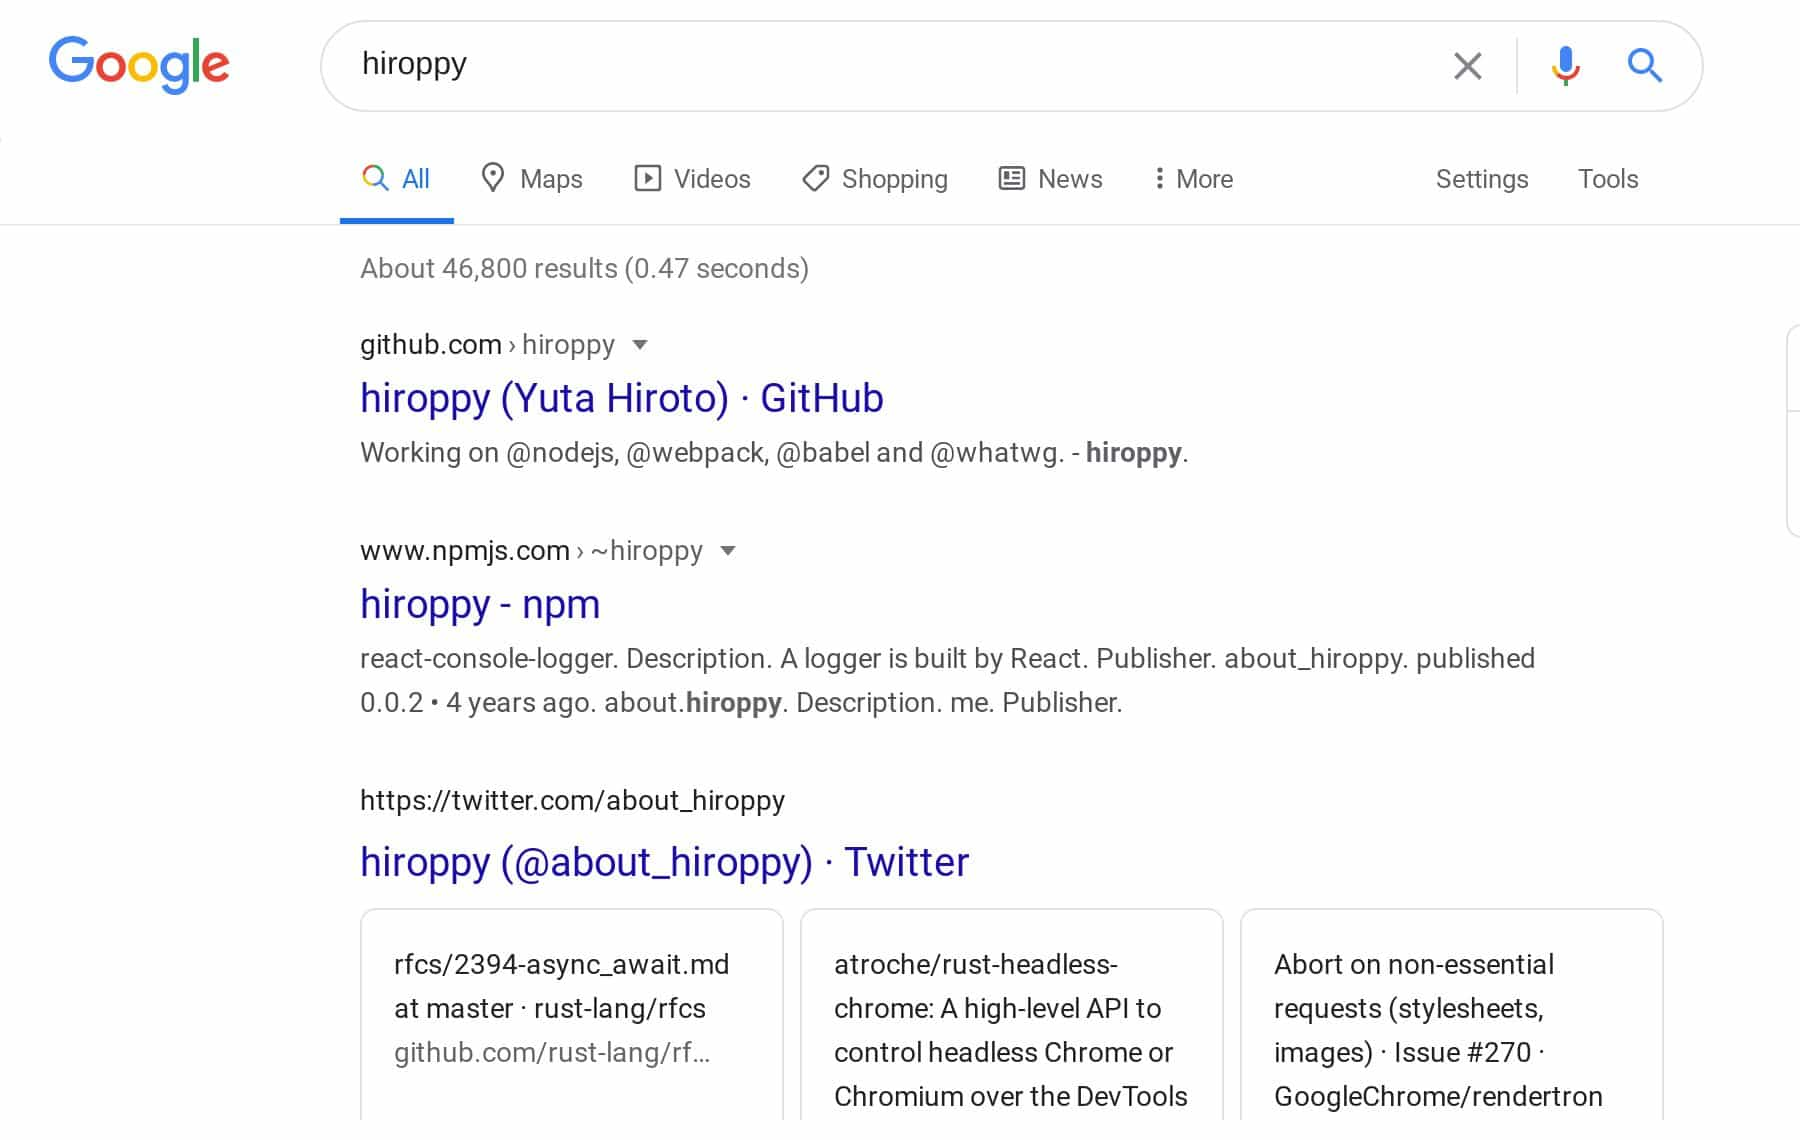 Google
hiroppy
All Maps Videos Shopping News More Settings Tools
About 46,800 results (0.47 seconds)
github.com › hiroppy
hiroppy (Yuta Hiroto) · GitHub
Working on @nodejs, @webpack, @babel and @whatwg. - hiroppy.
www.npmjs.com › ~hiroppy
hiroppy - npm
react-console-logger. Description. A logger is built by React. Publisher. about_hiroppy. published
0.0.2 • 4 years ago. about.hiroppy. Description. me. Publisher.
https://twitter.com/about_hiroppy
hiroppy (@about_hiroppy) · Twitter
rfcs/2394-async_await.md
at master · rust-lang/rfcs
github.com/rust-lang/rf...
atroche/rust-headless-
chrome: A high-level API to
control headless Chrome or
Chromium over the DevTools
Abort on non-essential
requests (stylesheets,
images) · Issue #270 ·
GoogleChrome/rendertron